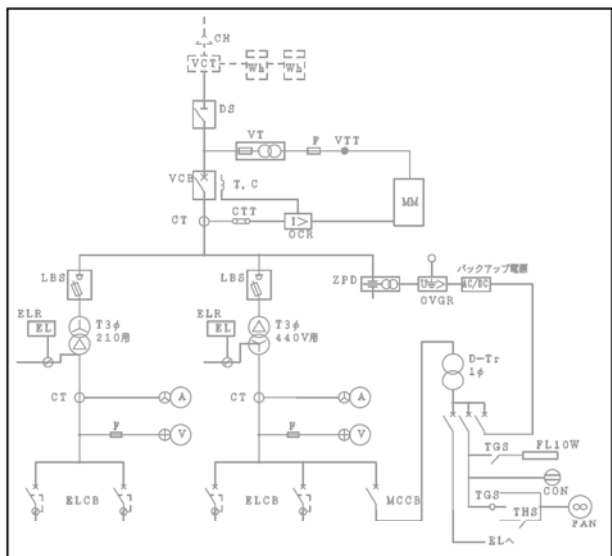 CH
VCT
Wh
Wh
DS
VT
F
VTT
VCB
T.C
MM
CT
CTT
I>
OCR
LBS
LBS
ZPD
U⏚>
OVGR
バックアップ電源
AC/DC
ELR
EL
T3φ
210用
ELR
EL
T3φ
440V用
D-Tr
1φ
CT
A
CT
A
F
V
F
V
TGS
FL10W
CON
ELCB
ELCB
MCCB
TGS
THS
FAN
ELへ